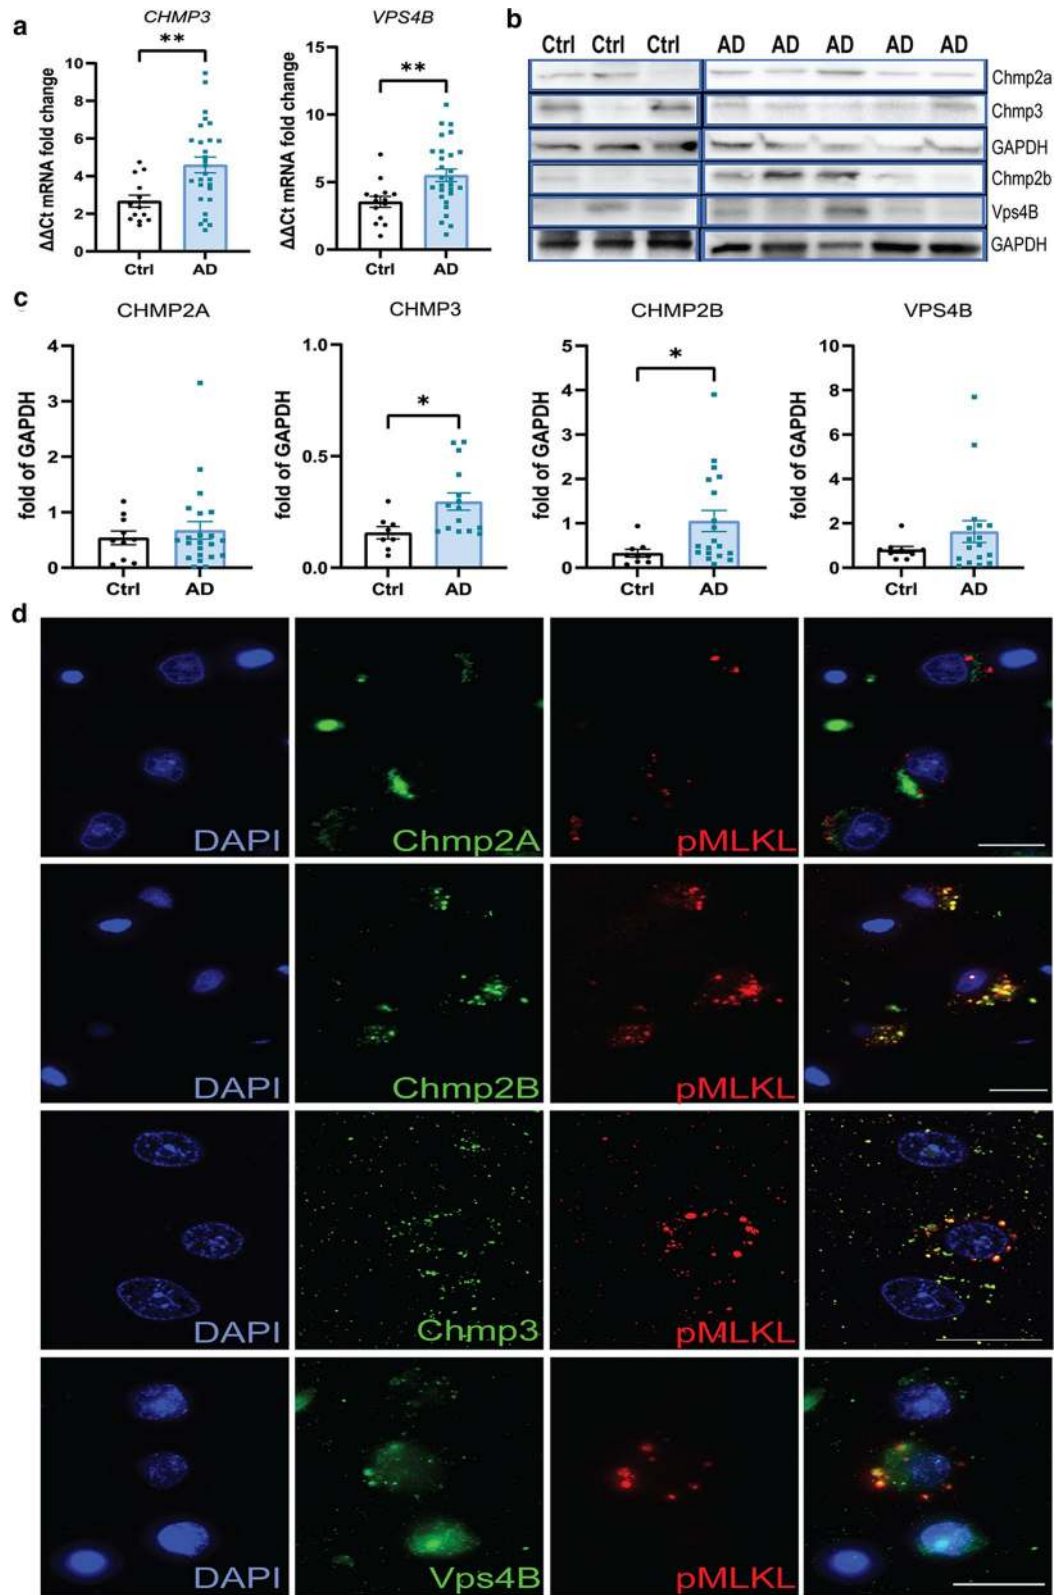 a
CHMP3
**
ΔΔCt mRNA fold change
10
8
6
4
2
0
Ctrl AD
VPS4B
**
ΔΔCt mRNA fold change
15
10
5
0
Ctrl AD
b
Ctrl Ctrl Ctrl AD AD AD AD AD
Chmp2a
Chmp3
GAPDH
Chmp2b
Vps4B
GAPDH
c
CHMP2A
fold of GAPDH
4
3
2
1
0
Ctrl AD
CHMP3
*
fold of GAPDH
1.0
0.5
0.0
Ctrl AD
CHMP2B
*
fold of GAPDH
5
4
3
2
1
0
Ctrl AD
VPS4B
fold of GAPDH
10
8
6
4
2
0
Ctrl AD
d
DAPI Chmp2A pMLKL
DAPI Chmp2B pMLKL
DAPI Chmp3 pMLKL
DAPI Vps4B pMLKL